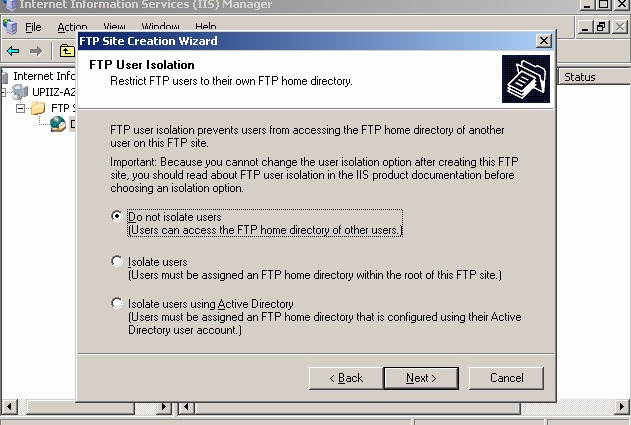 Internet Information Services (IIS) Manager
File Action View Window Help
FTP Site Creation Wizard
FTP User Isolation
Restrict FTP users to their own FTP home directory.
Internet Info
Status
UPIIZ-A2
FTP S
D
FTP user isolation prevents users from accessing the FTP home directory of another
user on this FTP site.
Important: Because you cannot change the user isolation option after creating this FTP
site, you should read about FTP user isolation in the IIS product documentation before
choosing an isolation option.
Do not isolate users
(Users can access the FTP home directory of other users.)
Isolate users
(Users must be assigned an FTP home directory within the root of this FTP site.)
Isolate users using Active Directory
(Users must be assigned an FTP home directory that is configured using their Active
Directory user account.)
< Back Next > Cancel